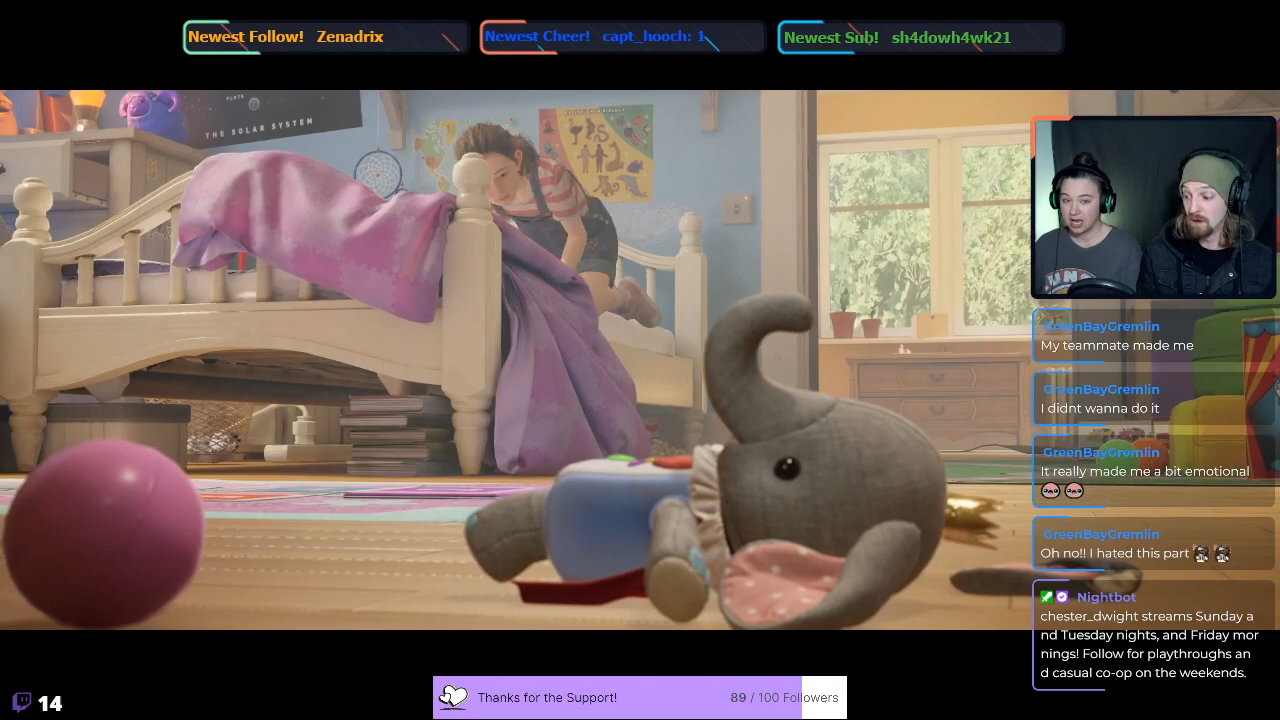 Newest Follow! Zenadrix
Newest Cheer! capt_hooch: 1
Newest Sub! sh4dowh4wk21
PLUTO
THE SOLAR SYSTEM
GreenBayGremlin
My teammate made me
GreenBayGremlin
I didnt wanna do it
GreenBayGremlin
It really made me a bit emotional
GreenBayGremlin
Oh no!! I hated this part
Nightbot
chester_dwight streams Sunday a
nd Tuesday nights, and Friday mor
nings! Follow for playthroughs an
d casual co-op on the weekends.
14
Thanks for the Support!
89 / 100 Followers